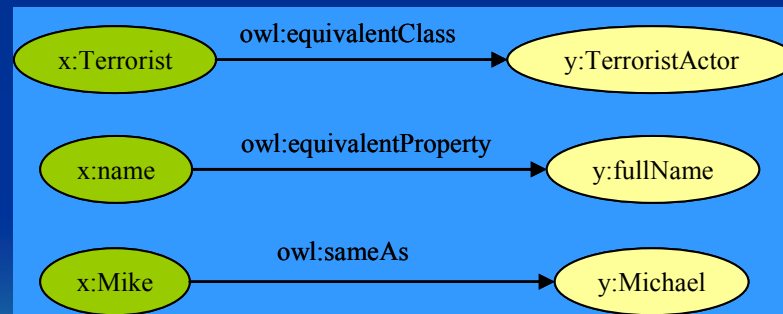 owl:equivalentClass
x:Terrorist
y:TerroristActor
owl:equivalentProperty
x:name
y:fullName
owl:sameAs
x:Mike
y:Michael